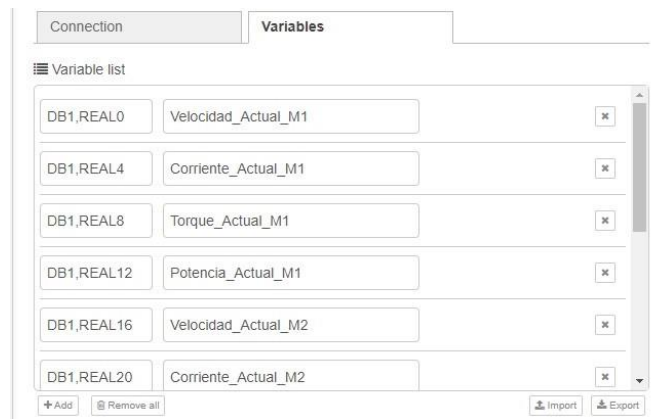 Connection Variables
Variable list
DB1,REAL0 Velocidad_Actual_M1
DB1,REAL4 Corriente_Actual_M1
DB1,REAL8 Torque_Actual_M1
DB1,REAL12 Potencia_Actual_M1
DB1,REAL16 Velocidad_Actual_M2
DB1,REAL20 Corriente_Actual_M2
+ Add Remove all Import Export